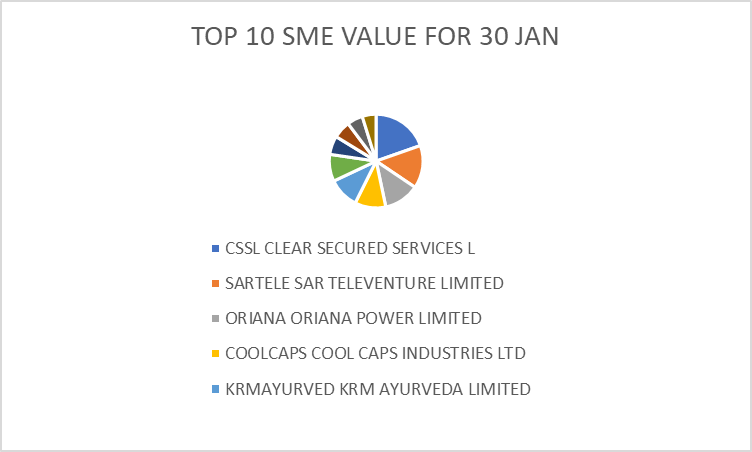 TOP 10 SME VALUE FOR 30 JAN
CSSL CLEAR SECURED SERVICES L
SARTELE SAR TELEVENTURE LIMITED
ORIANA ORIANA POWER LIMITED
COOLCAPS COOL CAPS INDUSTRIES LTD
KRMAYURVED KRM AYURVEDA LIMITED